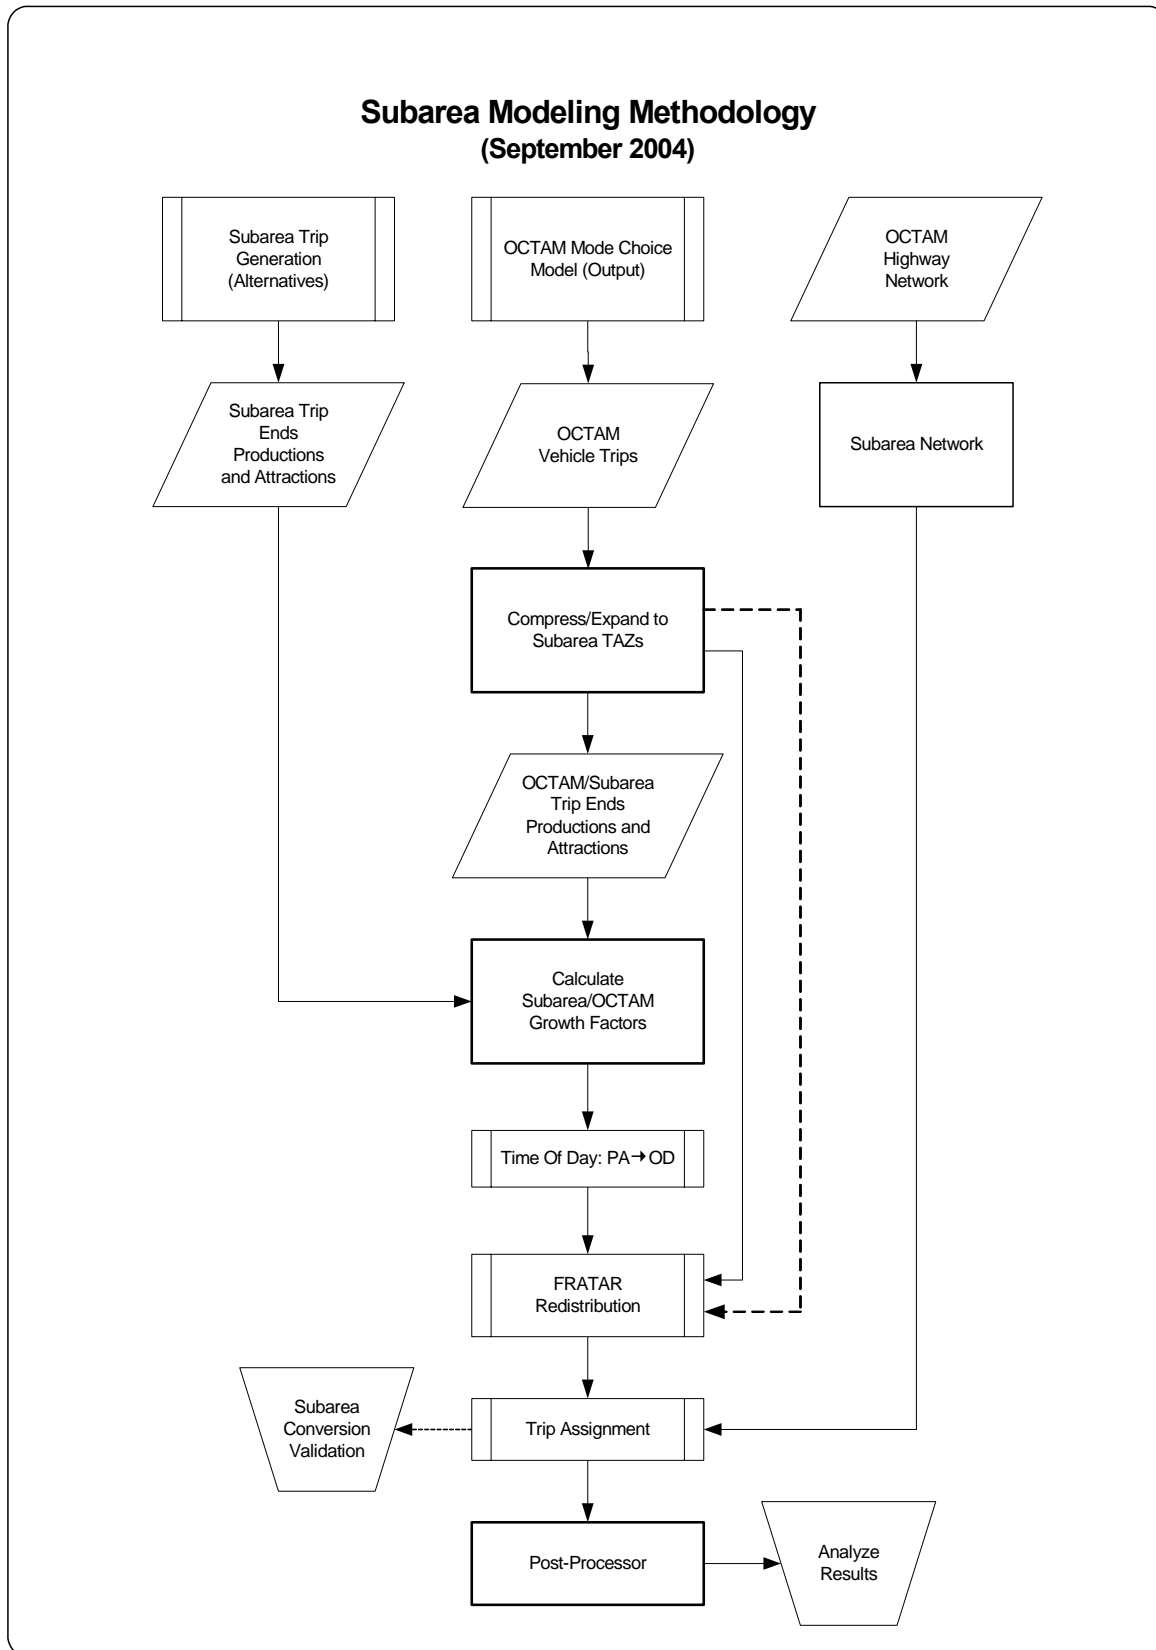 Subarea Modeling Methodology
(September 2004)
Subarea Trip
Generation
(Alternatives)
OCTAM Mode Choice
Model (Output)
OCTAM
Highway
Network
Subarea Trip
Ends
Productions
and Attractions
OCTAM
Vehicle Trips
Subarea Network
Compress/Expand to
Subarea TAZs
OCTAM/Subarea
Trip Ends
Productions and
Attractions
Calculate
Subarea/OCTAM
Growth Factors
Time Of Day: PA→OD
FRATAR
Redistribution
Subarea
Conversion
Validation
Trip Assignment
Post-Processor
Analyze
Results